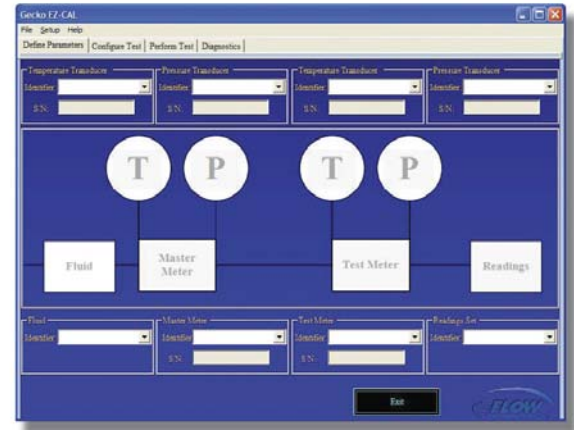 Gecko EZ-CAL
File Setup Help
Define Parameters Configure Test Perform Test Diagnostics
Temperature Transducer Pressure Transducer Temperature Transducer Pressure Transducer
Identifier Identifier Identifier Identifier
S/N: S/N: S/N: S/N:
T P T P
Fluid Master Meter Test Meter Readings
Fluid Master Meter Test Meter Readings Set
Identifier Identifier Identifier Identifier
S/N: S/N:
Exit
FLOW